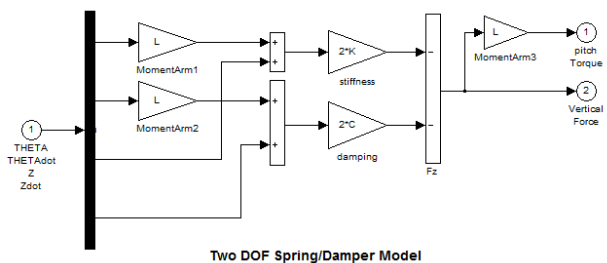 L
MomentArm1
+
+
2*K
stiffness
−
L
MomentArm3
1
pitch
Torque
L
MomentArm2
+
+
2*C
damping
−
Fz
2
Vertical
Force
1
THETA
THETAdot
Z
Zdot
Two DOF Spring/Damper Model